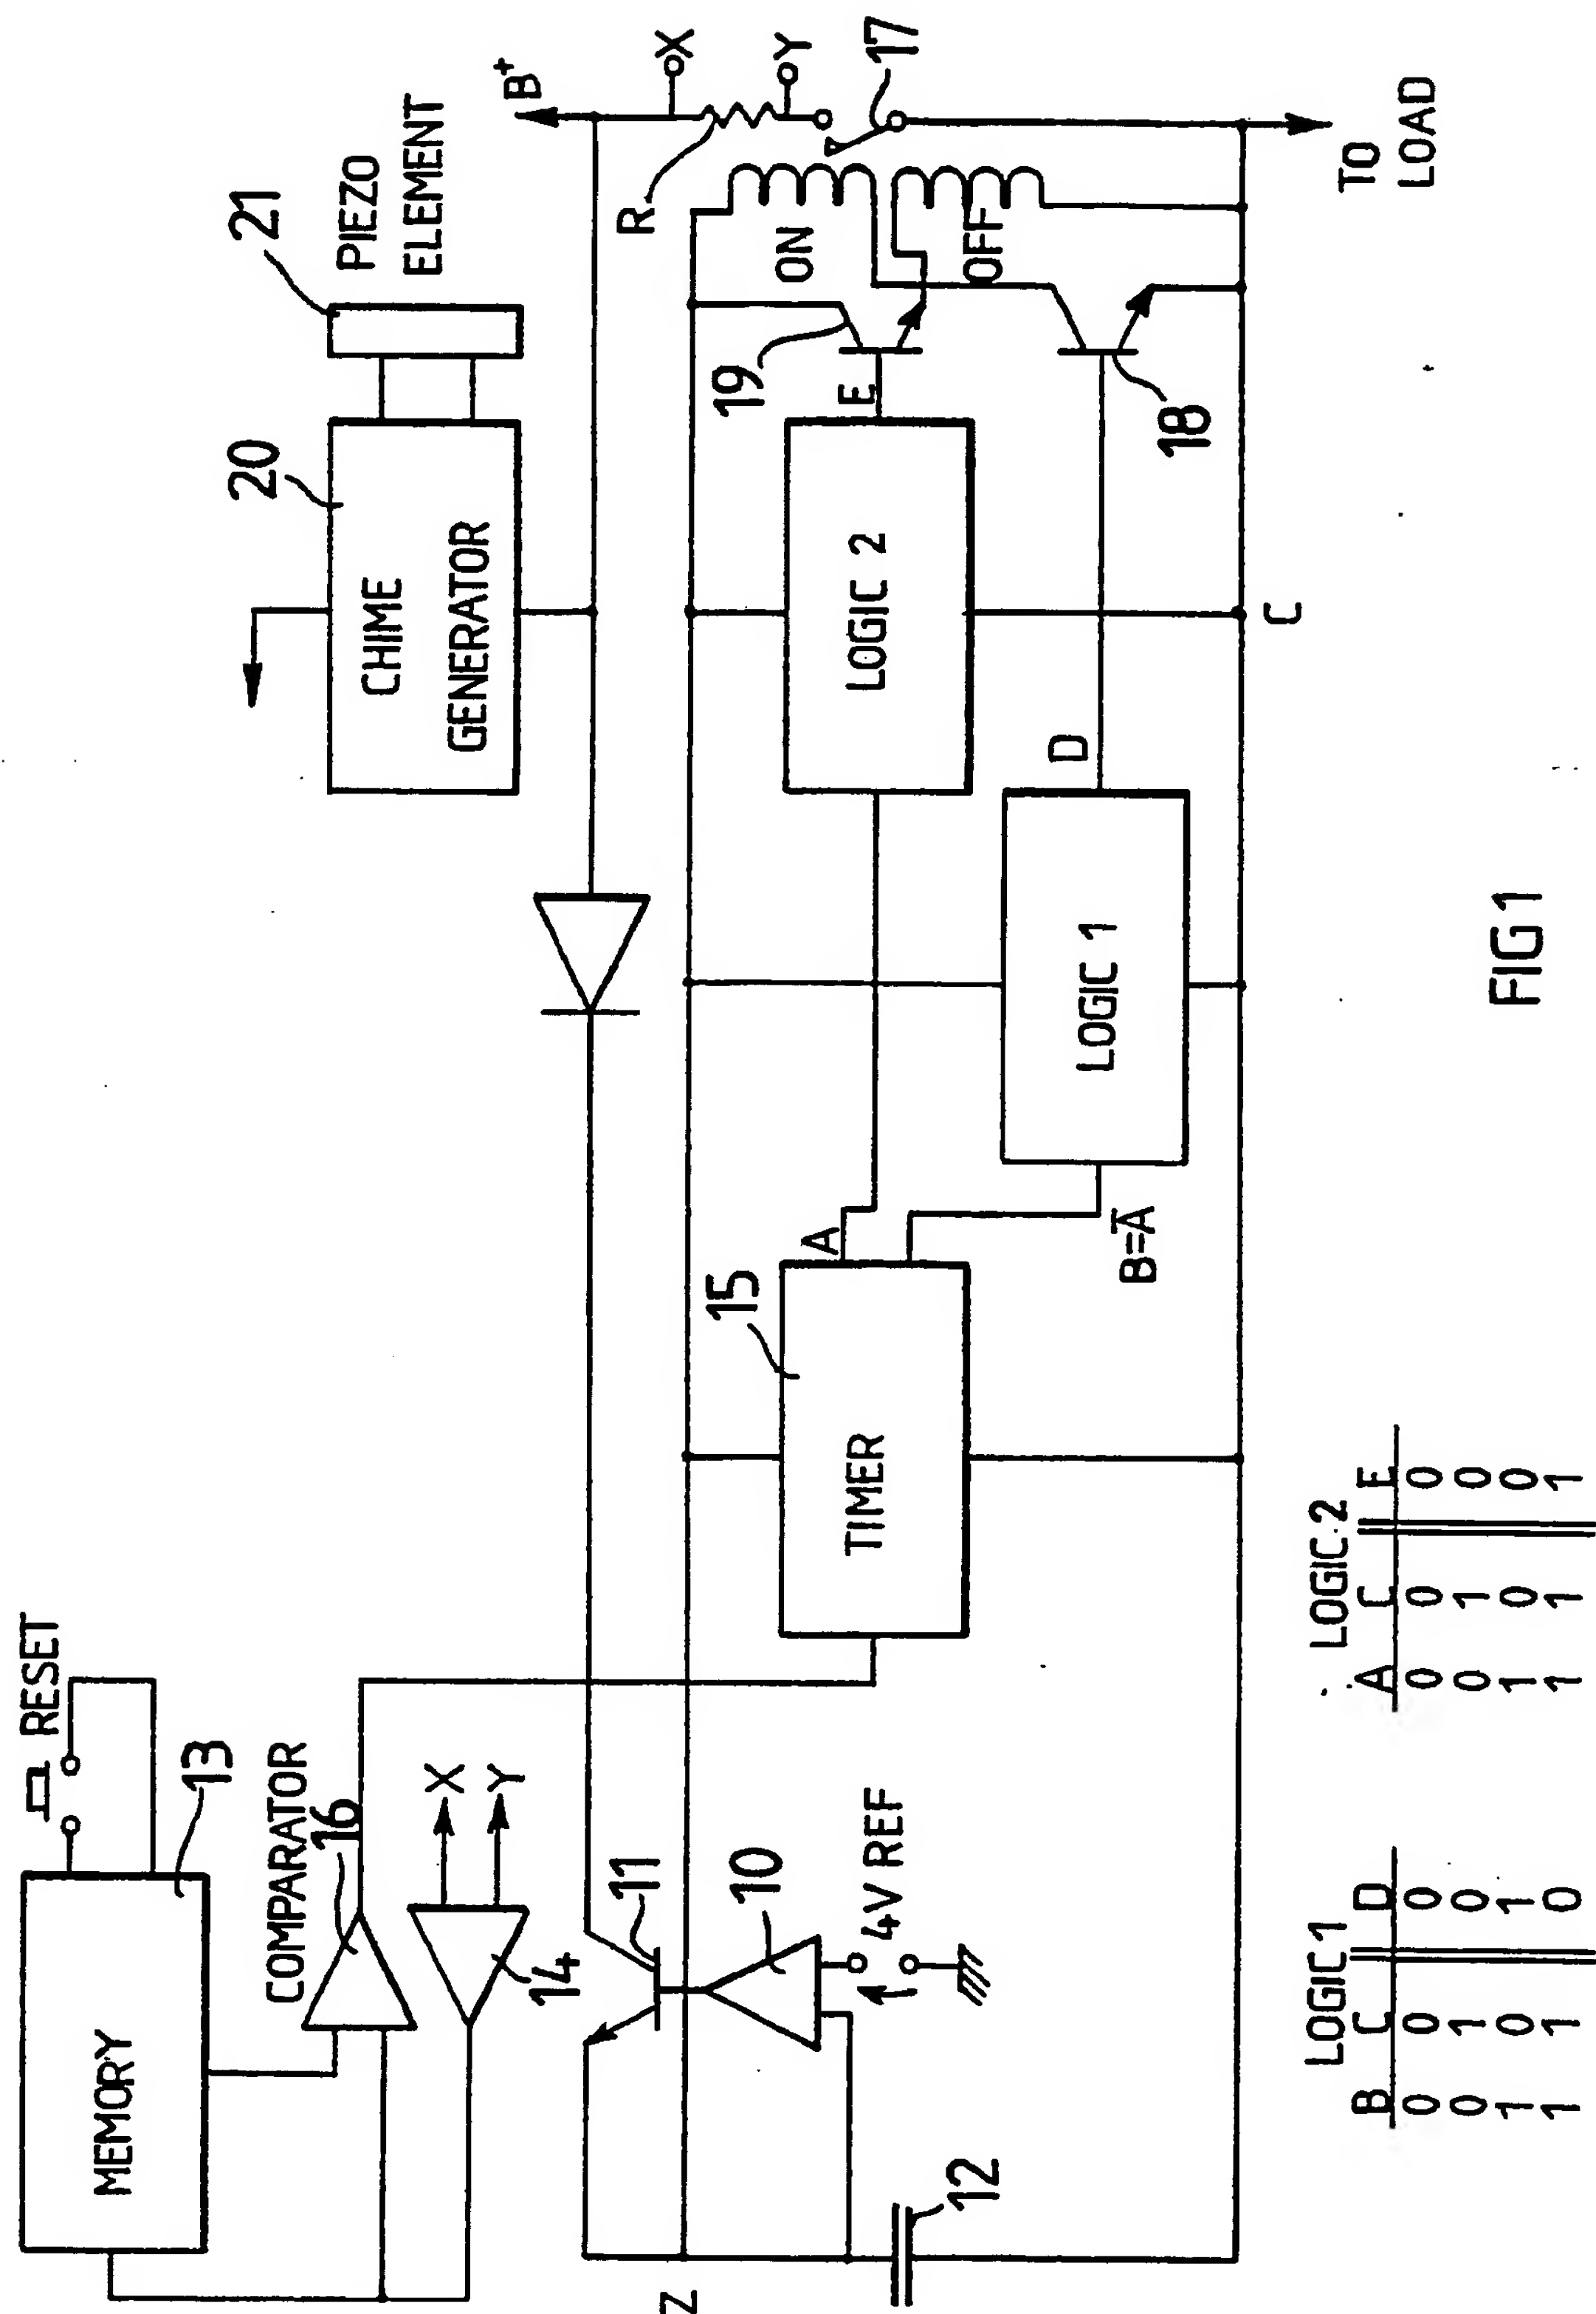 RESET
MEMORY
13
COMPARATOR
16
14
X
Y
11
10
4V REF
12
Z
15
TIMER
A
B=A̅
LOGIC 1
D
LOGIC 2
E
C
20
CHIME
GENERATOR
21
PIEZO
ELEMENT
B+
X
Y
R
17
ON
OFF
19
18
TO
LOAD
LOGIC 1
B C D
0 0 0
0 1 0
1 0 1
1 1 0
LOGIC 2
A C E
0 0 0
0 1 0
1 0 0
1 1 1
FIG 1